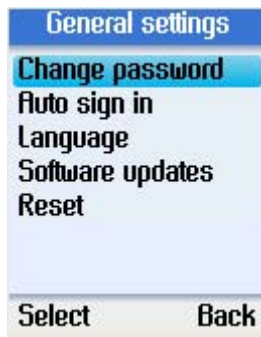 General settings
Change password
Auto sign in
Language
Software updates
Reset
Select Back